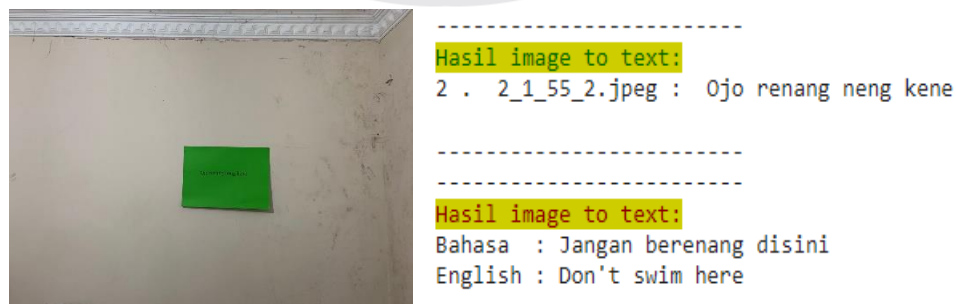 -------------------------
Hasil image to text:
2 .  2_1_55_2.jpeg :  Ojo renang neng kene
-------------------------
-------------------------
Hasil image to text:
Bahasa  : Jangan berenang disini
English : Don't swim here